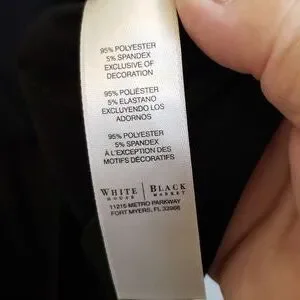 95% POLYESTER
5% SPANDEX
EXCLUSIVE OF
DECORATION
95% POLIÉSTER
5% ELASTANO
EXCLUYENDO LOS
ADORNOS
95% POLYESTER
5% SPANDEX
À L'EXCEPTION DES
MOTIFS DÉCORATIFS
WHITE | BLACK
HOUSE | MARKET
11215 METRO PARKWAY
FORT MYERS, FL 33966